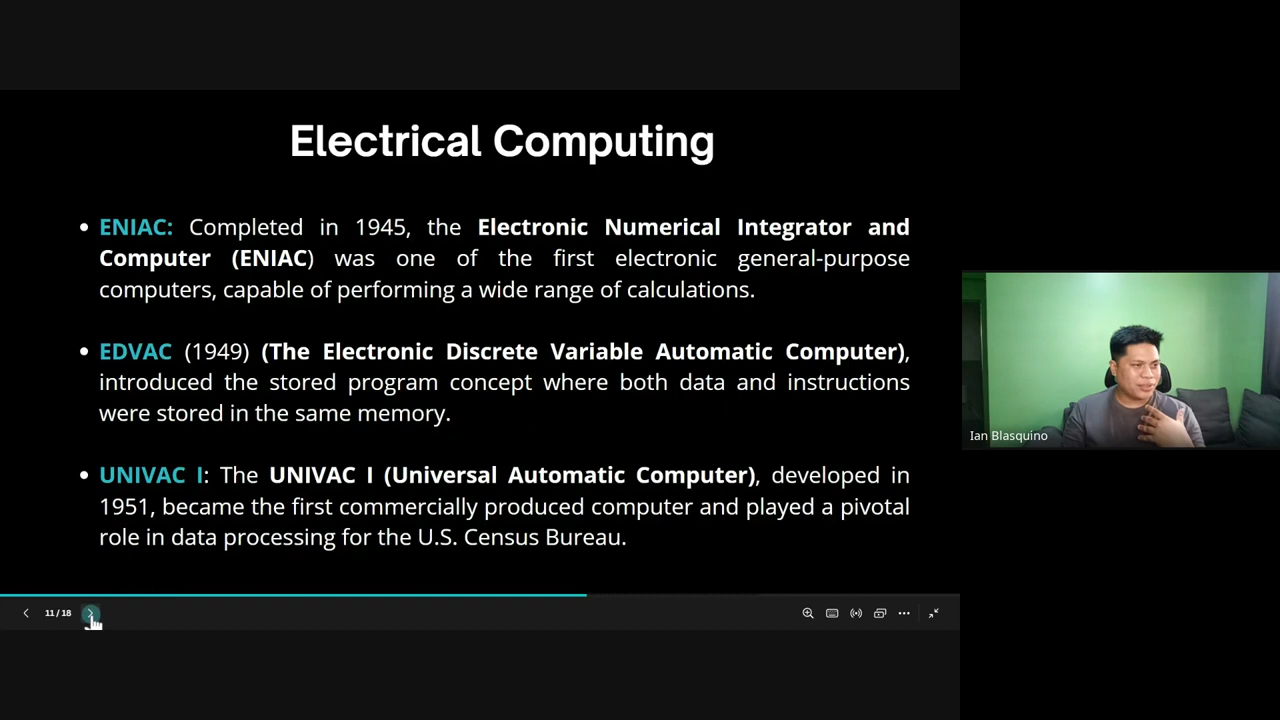 Electrical Computing
• ENIAC: Completed in 1945, the Electronic Numerical Integrator and
Computer (ENIAC) was one of the first electronic general-purpose
computers, capable of performing a wide range of calculations.
• EDVAC (1949) (The Electronic Discrete Variable Automatic Computer),
introduced the stored program concept where both data and instructions
were stored in the same memory.
• UNIVAC I: The UNIVAC I (Universal Automatic Computer), developed in
1951, became the first commercially produced computer and played a pivotal
role in data processing for the U.S. Census Bureau.
Ian Blasquino
11 / 18